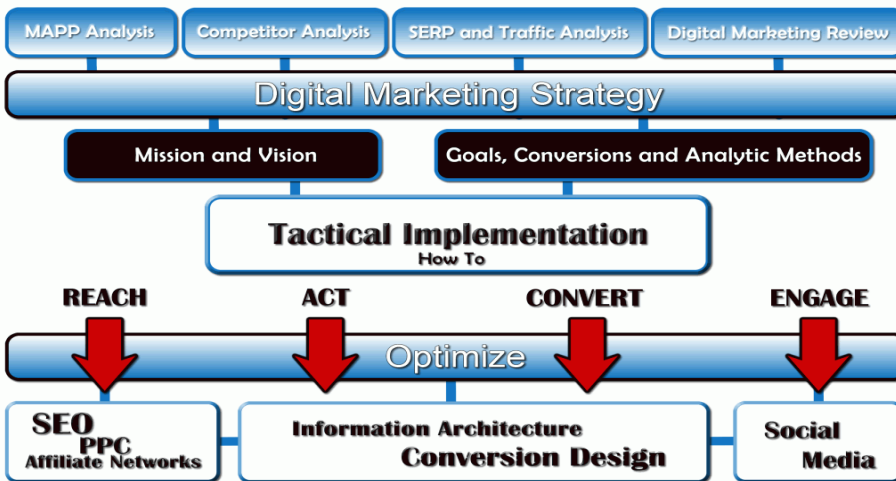 MAPP Analysis
Competitor Analysis
SERP and Traffic Analysis
Digital Marketing Review
Digital Marketing Strategy
Mission and Vision
Goals, Conversions and Analytic Methods
Tactical Implementation
How To
REACH
ACT
CONVERT
ENGAGE
Optimize
SEO
PPC
Affiliate Networks
Information Architecture
Conversion Design
Social
Media